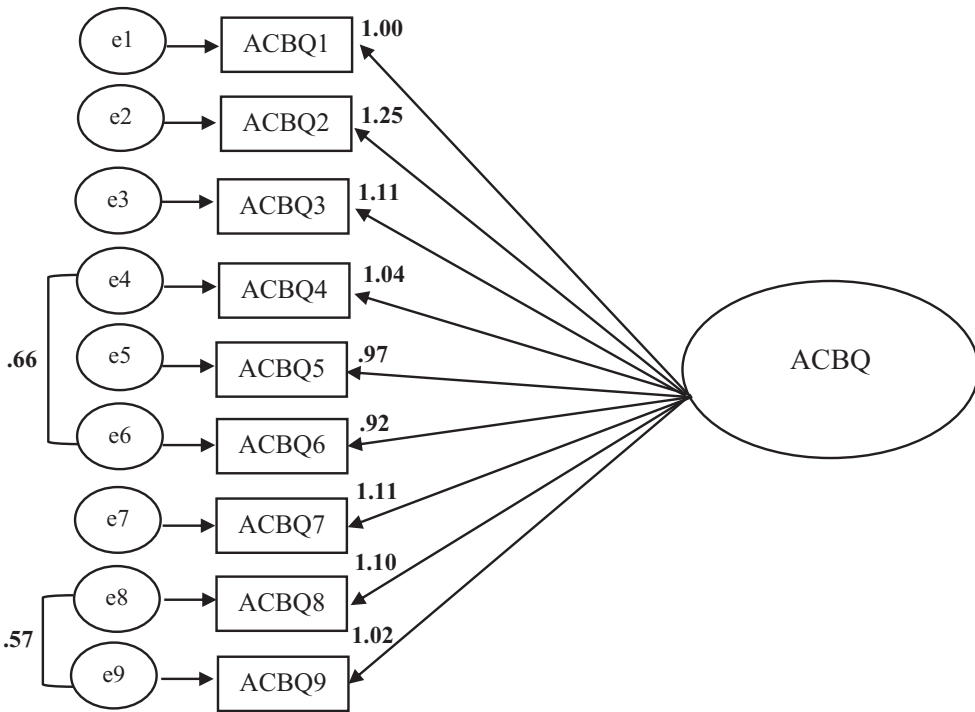 e1
ACBQ1
1.00
e2
ACBQ2
1.25
e3
ACBQ3
1.11
e4
ACBQ4
1.04
ACBQ
.66
e5
ACBQ5
.97
e6
ACBQ6
.92
e7
ACBQ7
1.11
e8
ACBQ8
1.10
.57
e9
ACBQ9
1.02